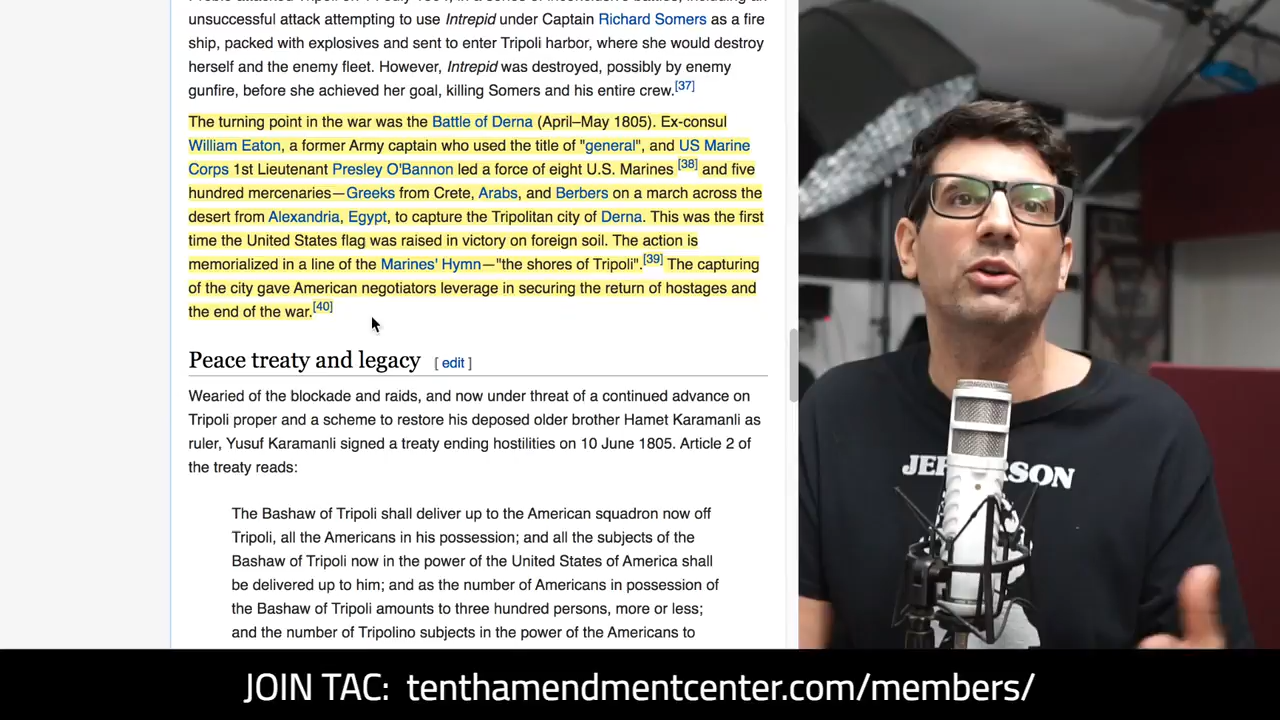 unsuccessful attack attempting to use Intrepid under Captain Richard Somers as a fire
ship, packed with explosives and sent to enter Tripoli harbor, where she would destroy
herself and the enemy fleet. However, Intrepid was destroyed, possibly by enemy
gunfire, before she achieved her goal, killing Somers and his entire crew.[37]
The turning point in the war was the Battle of Derna (April–May 1805). Ex-consul
William Eaton, a former Army captain who used the title of "general", and US Marine
Corps 1st Lieutenant Presley O'Bannon led a force of eight U.S. Marines [38] and five
hundred mercenaries—Greeks from Crete, Arabs, and Berbers on a march across the
desert from Alexandria, Egypt, to capture the Tripolitan city of Derna. This was the first
time the United States flag was raised in victory on foreign soil. The action is
memorialized in a line of the Marines' Hymn—"the shores of Tripoli".[39] The capturing
of the city gave American negotiators leverage in securing the return of hostages and
the end of the war.[40]
Peace treaty and legacy [ edit ]
Wearied of the blockade and raids, and now under threat of a continued advance on
Tripoli proper and a scheme to restore his deposed older brother Hamet Karamanli as
ruler, Yusuf Karamanli signed a treaty ending hostilities on 10 June 1805. Article 2 of
the treaty reads:
The Bashaw of Tripoli shall deliver up to the American squadron now off
Tripoli, all the Americans in his possession; and all the subjects of the
Bashaw of Tripoli now in the power of the United States of America shall
be delivered up to him; and as the number of Americans in possession of
the Bashaw of Tripoli amounts to three hundred persons, more or less;
and the number of Tripolino subjects in the power of the Americans to
JOIN TAC: tenthamendmentcenter.com/members/